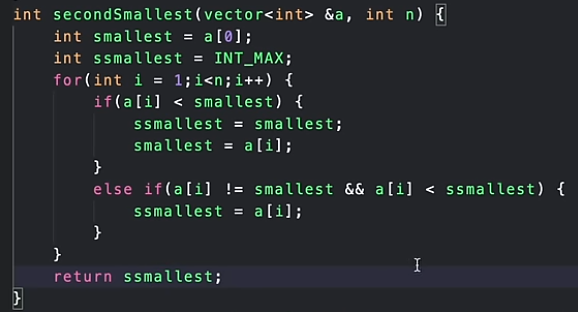 int secondSmallest(vector<int> &a, int n) {
    int smallest = a[0];
    int ssmallest = INT_MAX;
    for(int i = 1;i<n;i++) {
        if(a[i] < smallest) {
            ssmallest = smallest;
            smallest = a[i];
        }
        else if(a[i] != smallest && a[i] < ssmallest) {
            ssmallest = a[i];
        }
    }
    return ssmallest;
}